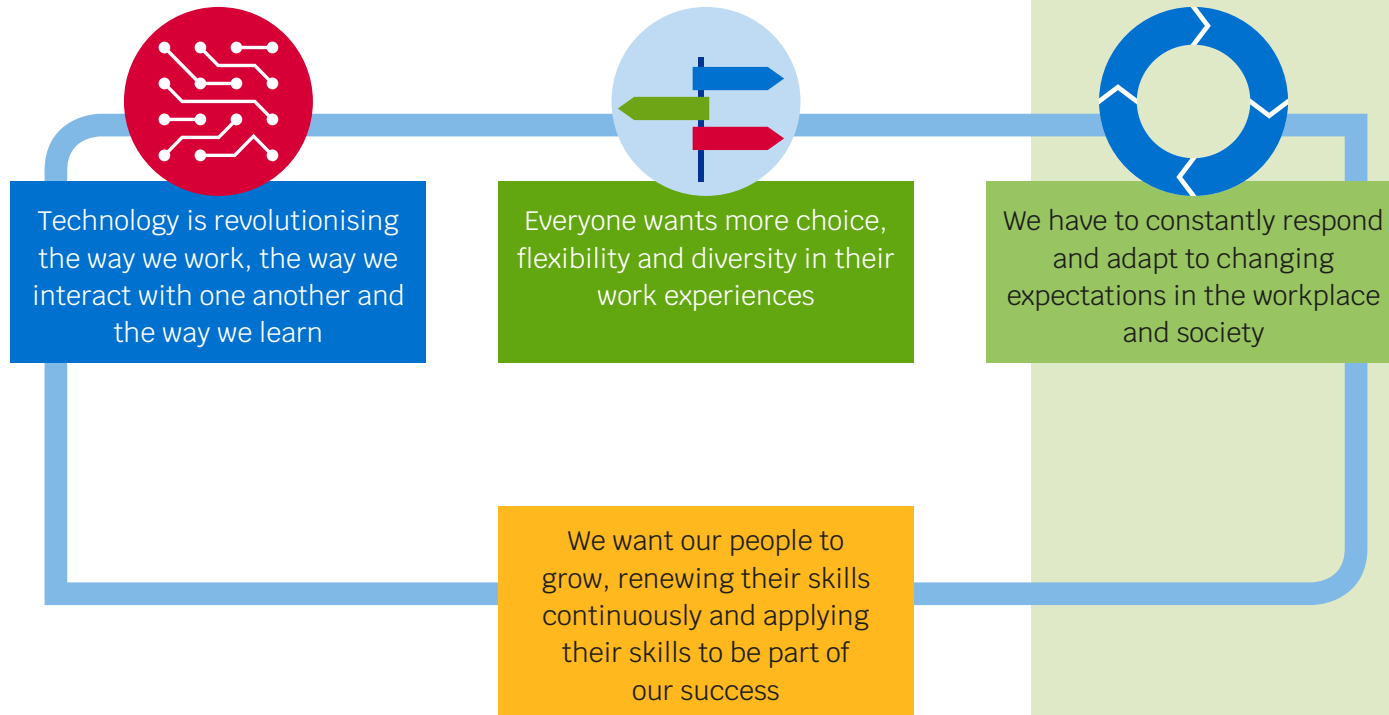 Technology is revolutionising
the way we work, the way we
interact with one another and
the way we learn
Everyone wants more choice,
flexibility and diversity in their
work experiences
We have to constantly respond
and adapt to changing
expectations in the workplace
and society
We want our people to
grow, renewing their skills
continuously and applying
their skills to be part of
our success